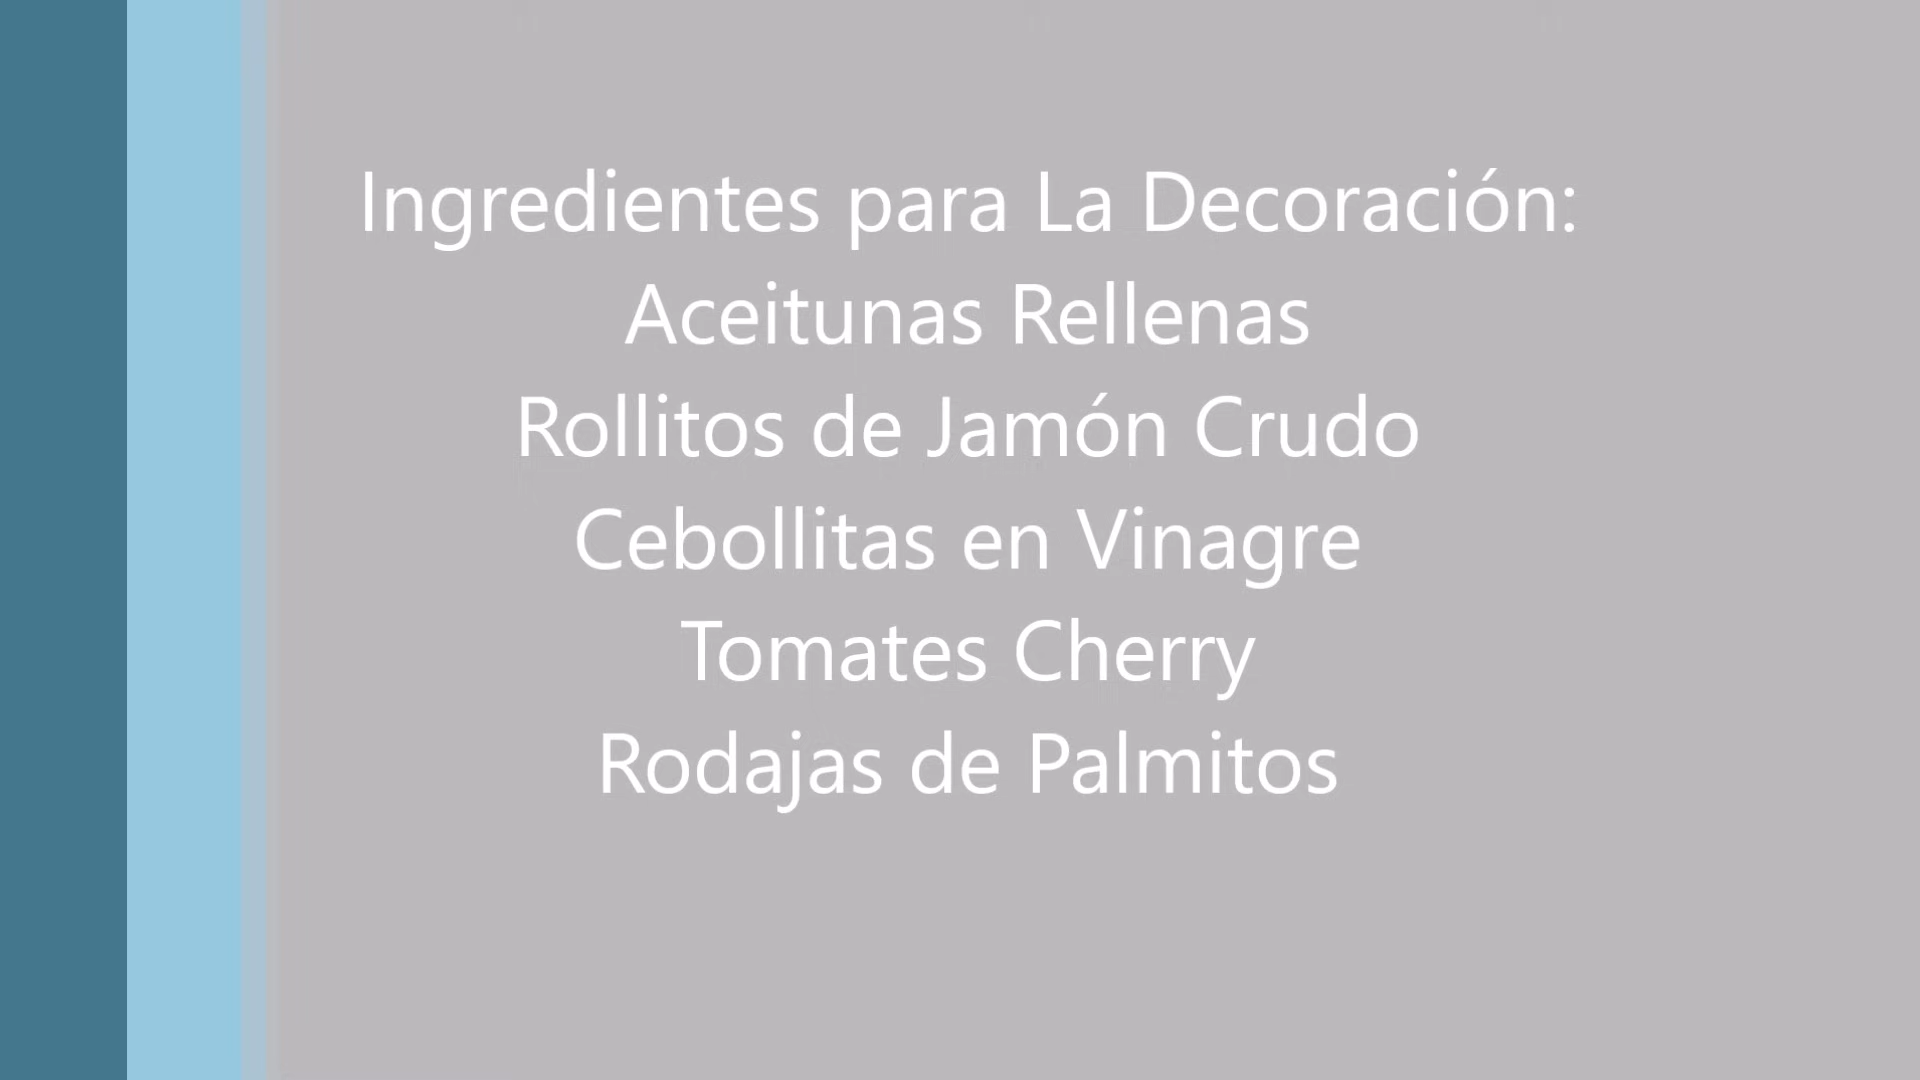 Ingredientes para La Decoración:
Aceitunas Rellenas
Rollitos de Jamón Crudo
Cebollitas en Vinagre
Tomates Cherry
Rodajas de Palmitos